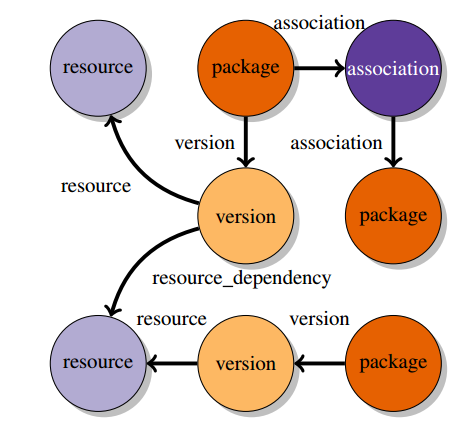 association
resource
package
association
version
association
resource
version
package
resource_dependency
resource
version
resource
version
package